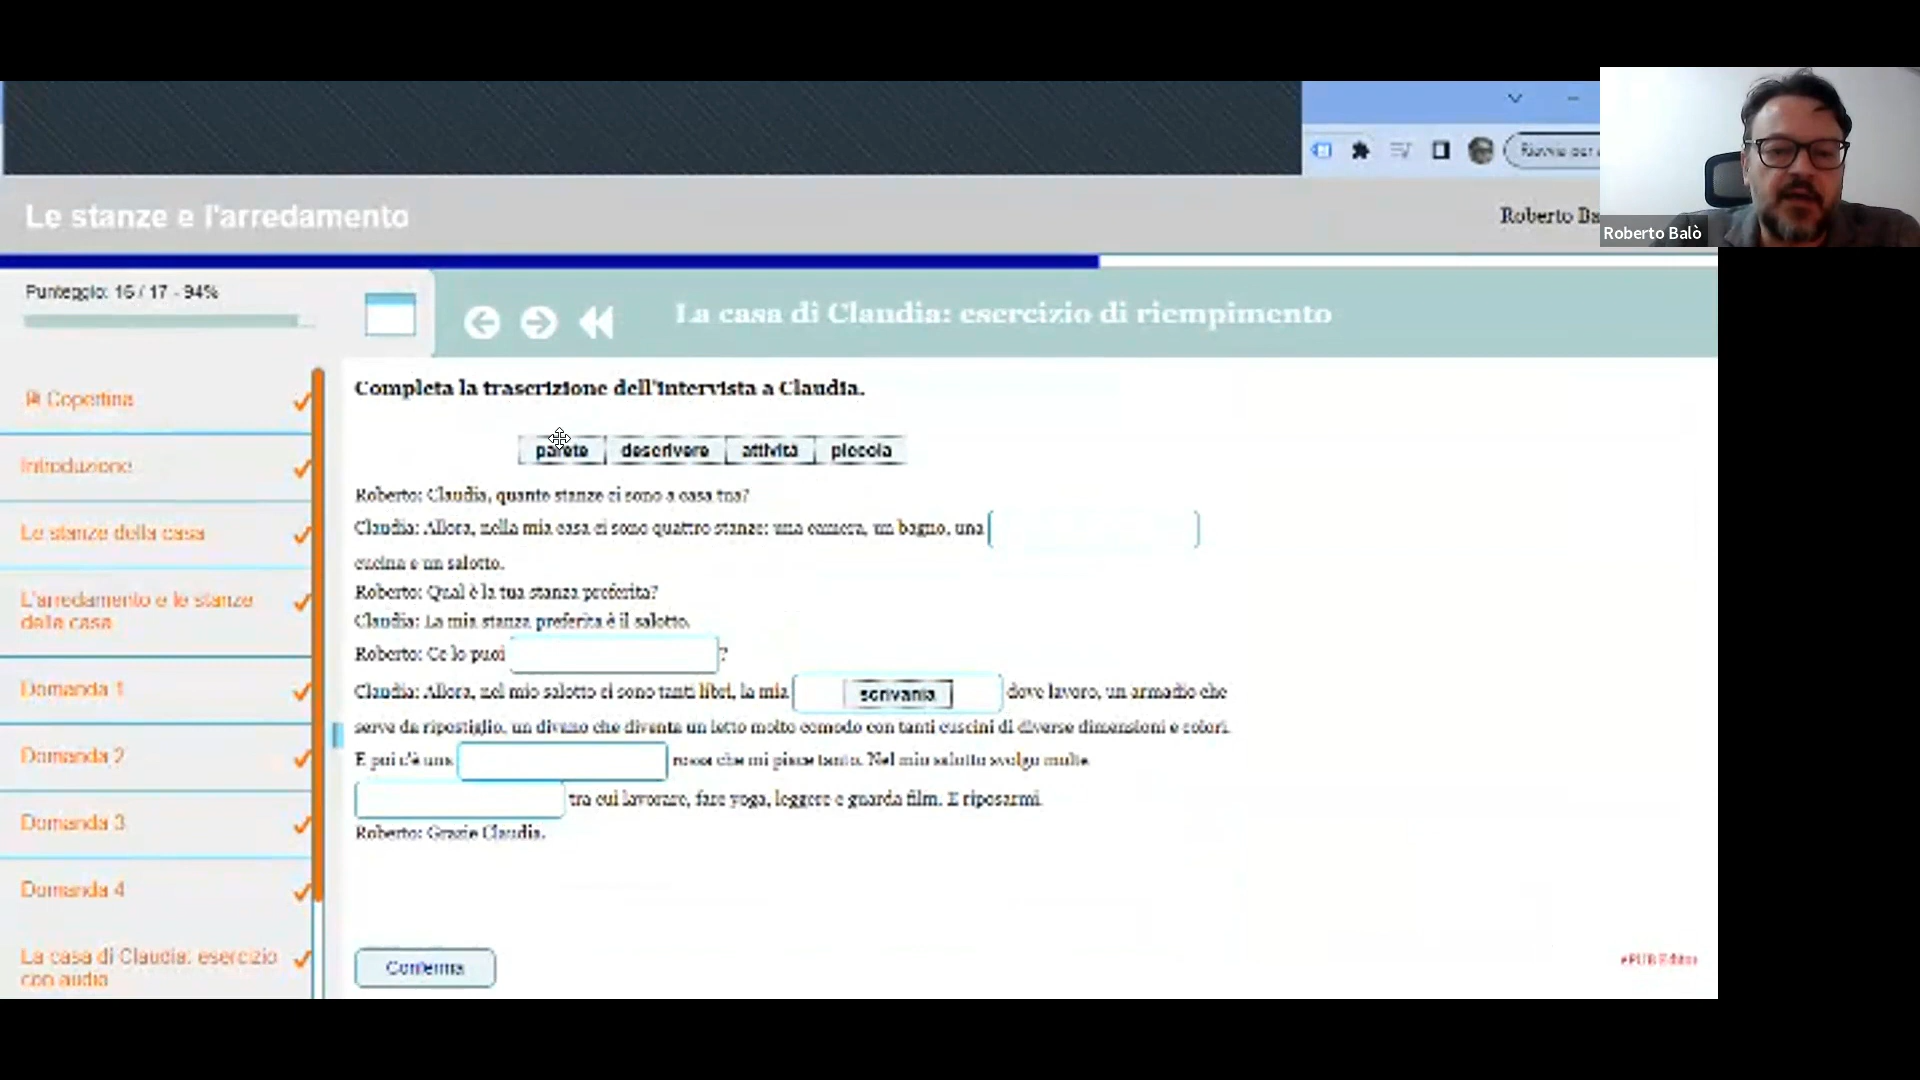 Riavvia per
Le stanze e l'arredamento
Roberto Ba
Roberto Balò
Punteggio: 16 / 17 - 94%
La casa di Claudia: esercizio di riempimento
Copertina
Introduzione
Le stanze della casa
L'arredamento e le stanze
della casa
Domanda 1
Domanda 2
Domanda 3
Domanda 4
La casa di Claudia: esercizio
con audio
Completa la trascrizione dell'intervista a Claudia.
parete descrivere attività piccola
Roberto: Claudia, quante stanze ci sono a casa tua?
Claudia: Allora, nella mia casa ci sono quattro stanze: una camera, un bagno, una
cucina e un salotto.
Roberto: Qual è la tua stanza preferita?
Claudia: La mia stanza preferita è il salotto.
Roberto: Ce lo puoi ?
Claudia: Allora, nel mio salotto ci sono tanti libri, la mia scrivania dove lavoro, un armadio che
serve da ripostiglio, un divano che diventa un letto molto comodo con tanti cuscini di diverse dimensioni e colori.
E poi c'è una rossa che mi piace tanto. Nel mio salotto svolgo molte
tra cui lavorare, fare yoga, leggere e guarda film. E riposarmi.
Roberto: Grazie Claudia.
Conferma
ePUB Editor